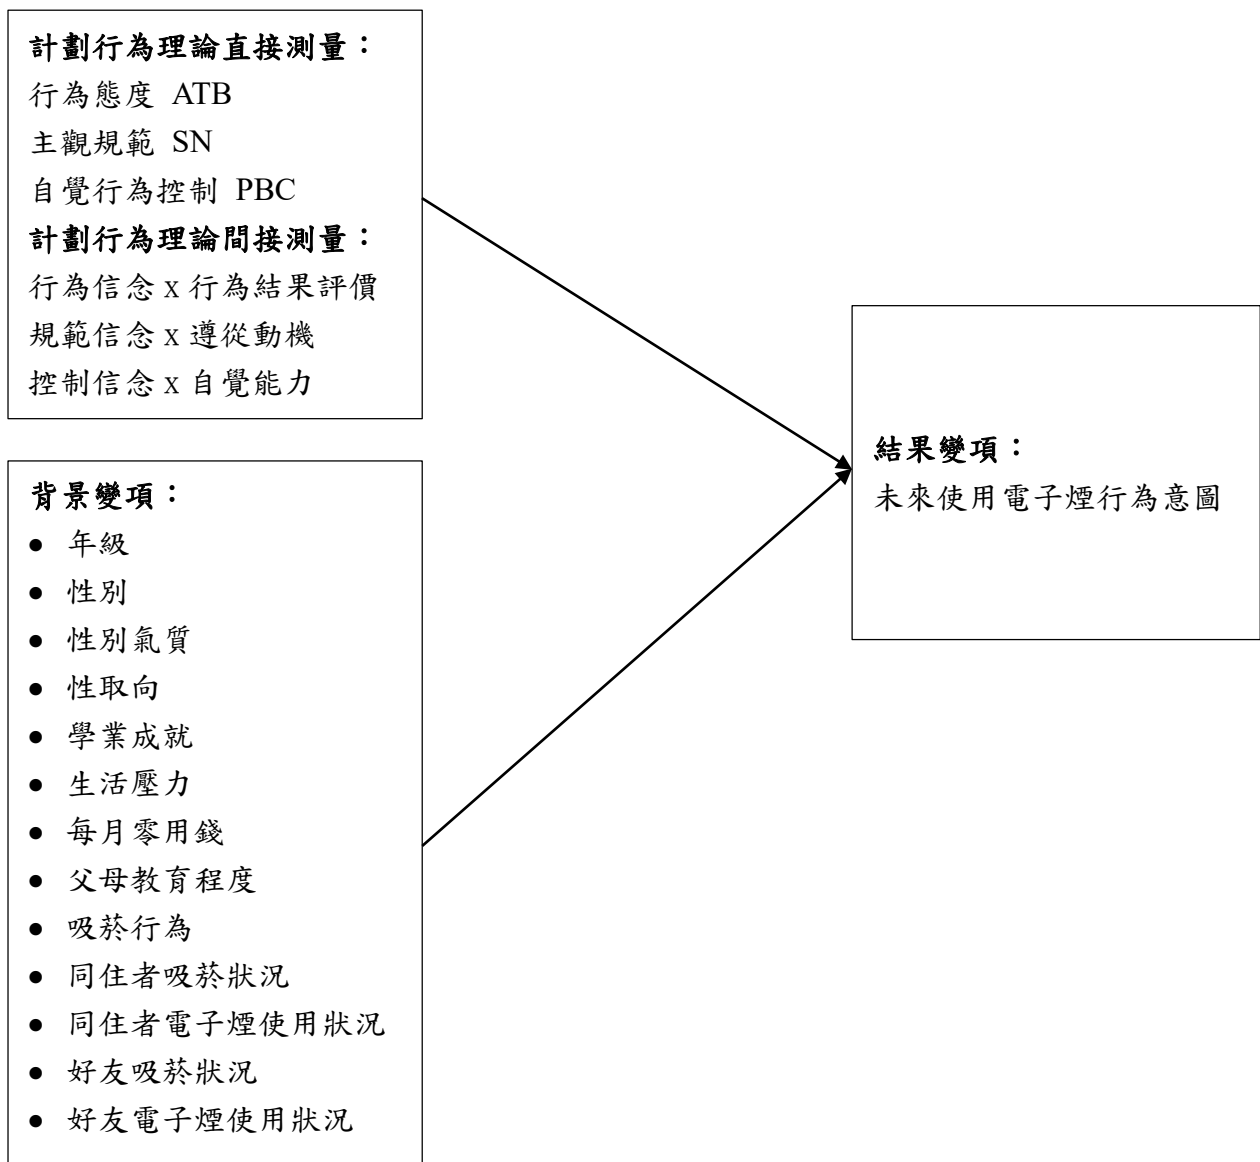 計劃行為理論直接測量：
行為態度 ATB
主觀規範 SN
自覺行為控制 PBC
計劃行為理論間接測量：
行為信念 x 行為結果評價
規範信念 x 遵從動機
控制信念 x 自覺能力
背景變項：
● 年級
● 性別
● 性別氣質
● 性取向
● 學業成就
● 生活壓力
● 每月零用錢
● 父母教育程度
● 吸菸行為
● 同住者吸菸狀況
● 同住者電子煙使用狀況
● 好友吸菸狀況
● 好友電子煙使用狀況
結果變項：
未來使用電子煙行為意圖